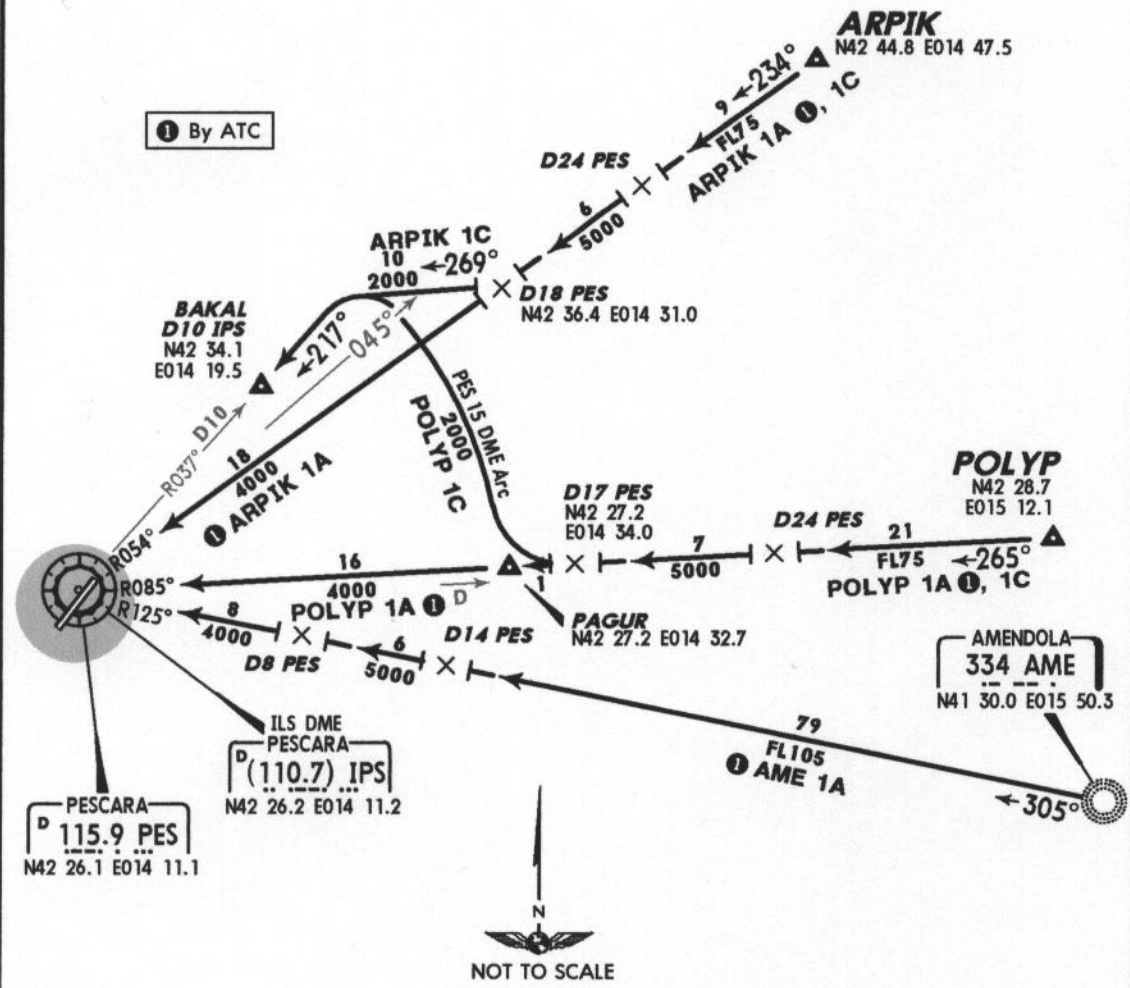 ARPIK
N42 44.8 E014 47.5
❶ By ATC
9 ←234°
FL75
ARPIK 1A ❶, 1C
D24 PES
6
5000
ARPIK 1C
10 ←269°
2000
D18 PES
N42 36.4 E014 31.0
BAKAL
D10 IPS
N42 34.1
E014 19.5
←217°
045°
R037° D10
PES 15 DME Arc
2000
POLYP 1C
18
4000
❶ ARPIK 1A
POLYP
N42 28.7
E015 12.1
D17 PES
N42 27.2
E014 34.0
D24 PES
21
FL75 ←265°
POLYP 1A ❶, 1C
7
5000
1
R054°
R085°
R125°
16
4000
D
POLYP 1A ❶
PAGUR
N42 27.2 E014 32.7
8
4000
D8 PES
6
5000
D14 PES
AMENDOLA
334 AME
N41 30.0 E015 50.3
79
FL105
❶ AME 1A
←305°
ILS DME
PESCARA
D (110.7) IPS
N42 26.2 E014 11.2
PESCARA
D 115.9 PES
N42 26.1 E014 11.1
N
NOT TO SCALE